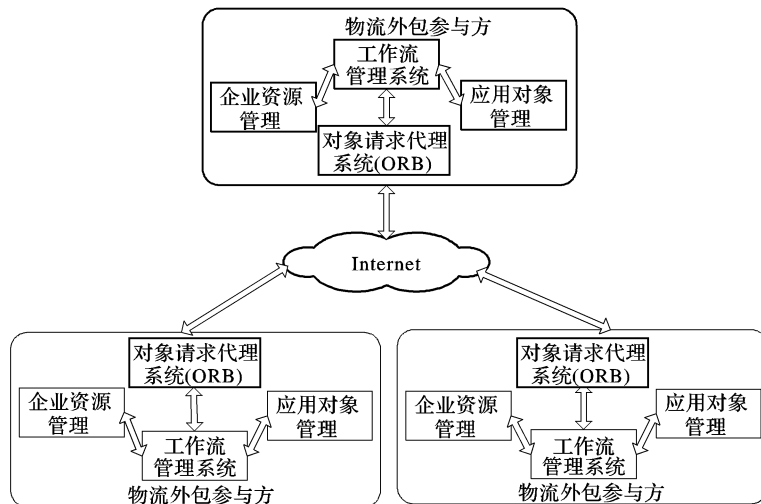 物流外包参与方
工作流
管理系统
企业资源
管理
应用对象
管理
对象请求代理
系统(ORB)
Internet
对象请求代理
系统(ORB)
企业资源
管理
应用对象
管理
工作流
管理系统
物流外包参与方
对象请求代理
系统(ORB)
企业资源
管理
应用对象
管理
工作流
管理系统
物流外包参与方